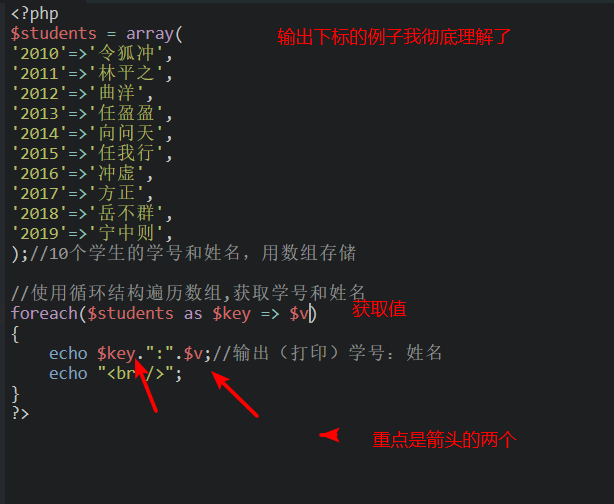 <?php
$students = array(
输出下标的例子我彻底理解了
'2010'=>'令狐冲',
'2011'=>'林平之',
'2012'=>'曲洋',
'2013'=>'任盈盈',
'2014'=>'向问天',
'2015'=>'任我行',
'2016'=>'冲虚',
'2017'=>'方正',
'2018'=>'岳不群',
'2019'=>'宁中则',
);//10个学生的学号和姓名，用数组存储
//使用循环结构遍历数组,获取学号和姓名
foreach($students as $key => $v)
获取值
{
echo $key.":".$v;//输出（打印）学号：姓名
echo "<br/>";
}
?>
重点是箭头的两个